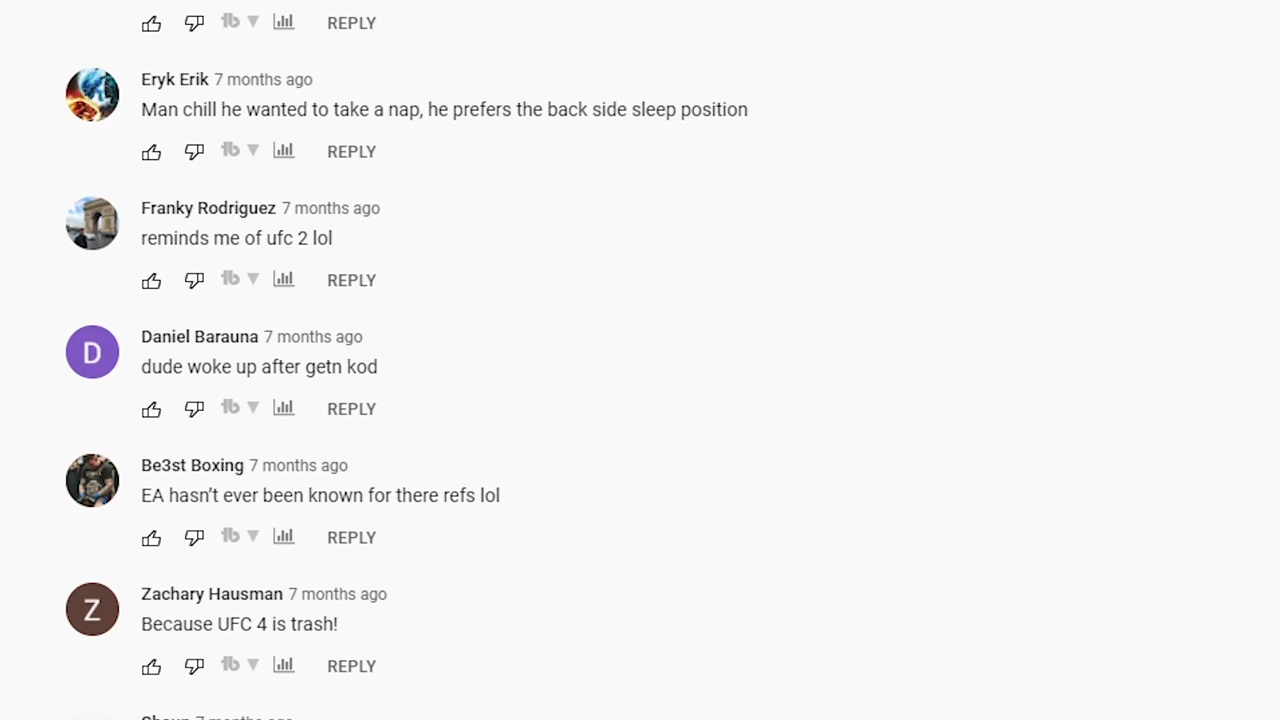 REPLY
Eryk Erik 7 months ago
Man chill he wanted to take a nap, he prefers the back side sleep position
REPLY
Franky Rodriguez 7 months ago
reminds me of ufc 2 lol
REPLY
D
Daniel Barauna 7 months ago
dude woke up after getn kod
REPLY
Be3st Boxing 7 months ago
EA hasn’t ever been known for there refs lol
REPLY
Z
Zachary Hausman 7 months ago
Because UFC 4 is trash!
REPLY
7 months ago